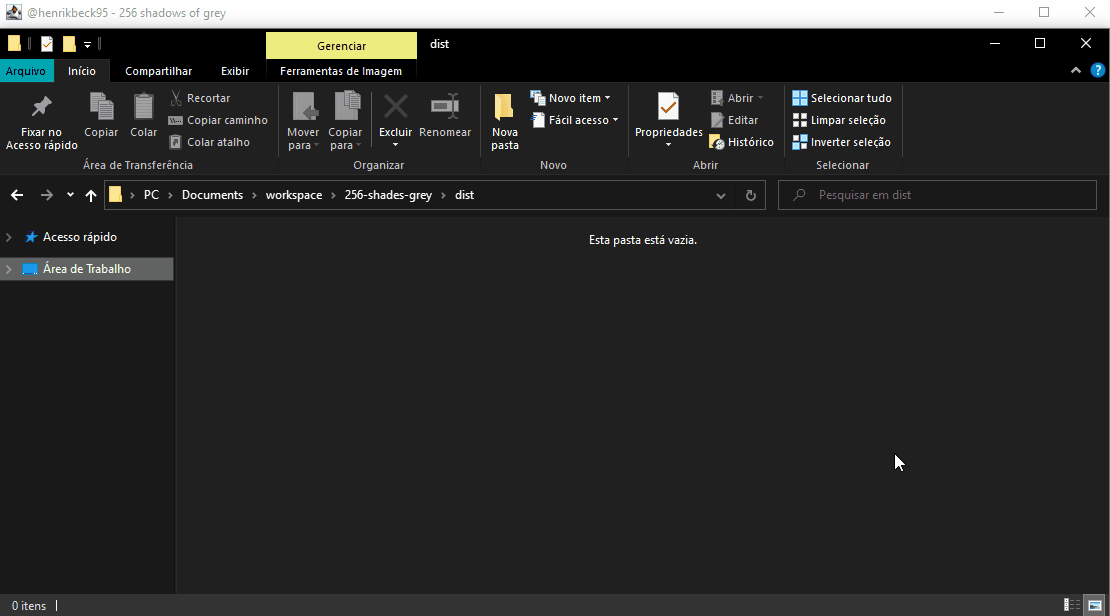 @henrikbeck95 - 256 shadows of grey
Gerenciar
dist
Arquivo
Início
Compartilhar
Exibir
Ferramentas de Imagem
Fixar no
Acesso rápido
Copiar
Colar
Recortar
Copiar caminho
Colar atalho
Área de Transferência
Mover
para
Copiar
para
Excluir
Renomear
Organizar
Nova
pasta
Novo item
Fácil acesso
Novo
Propriedades
Abrir
Editar
Histórico
Abrir
Selecionar tudo
Limpar seleção
Inverter seleção
Selecionar
PC > Documents > workspace > 256-shades-grey > dist
Pesquisar em dist
Acesso rápido
Área de Trabalho
Esta pasta está vazia.
0 itens